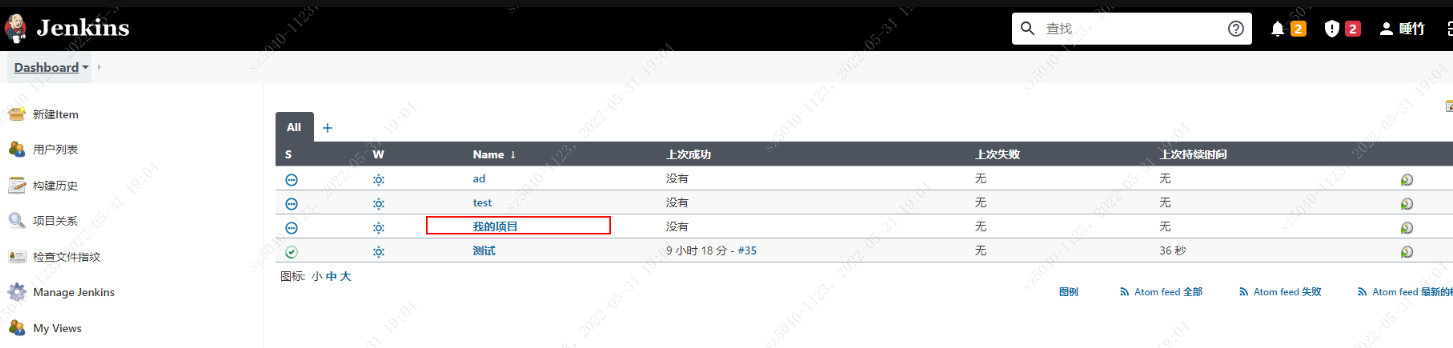 Jenkins 查找 2 2 睡竹
Dashboard
新建Item
用户列表
构建历史
项目关系
检查文件指纹
Manage Jenkins
My Views
All +
S W Name ↓ 上次成功 上次失败 上次持续时间
ad 没有 无 无
test 没有 无 无
我的项目 没有 无 无
测试 9 小时 18 分 - #35 无 36 秒
图标: 小 中 大
图例 Atom feed 全部 Atom feed 失败 Atom feed 最新的
sz5040-1123, 2022-05-31 19:04